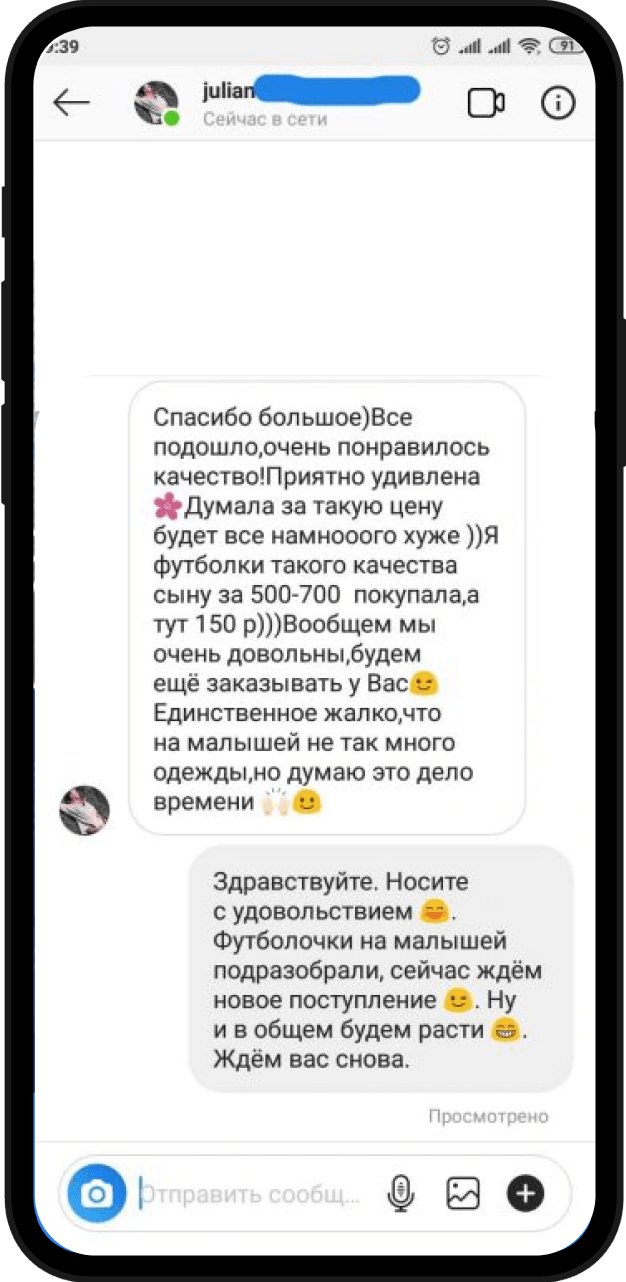 :39
91
julian
Сейчас в сети
Спасибо большое)Все
подошло,очень понравилось
качество!Приятно удивлена
🌸Думала за такую цену
будет все намнооого хуже ))Я
футболки такого качества
сыну за 500-700 покупала,а
тут 150 р)))Вообщем мы
очень довольны,будем
ещё заказывать у Вас😉
Единственное жалко,что
на малышей не так много
одежды,но думаю это дело
времени 🙌🏻🙂
Здравствуйте. Носите
с удовольствием 😄.
Футболочки на малышей
подразобрали, сейчас ждём
новое поступление 😉. Ну
и в общем будем расти 😁.
Ждём вас снова.
Просмотрено
Отправить сообщ...